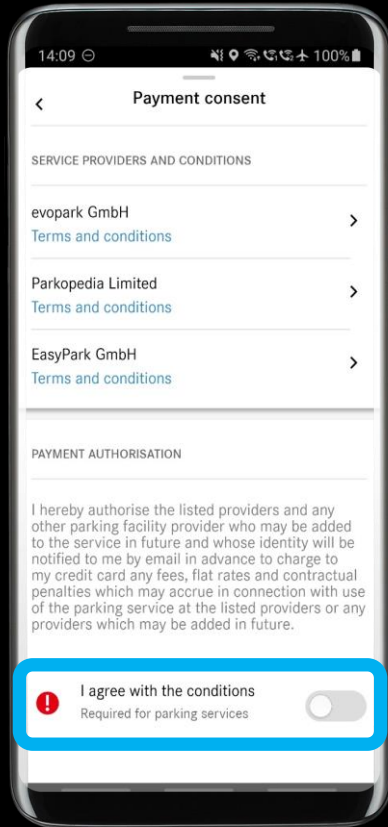 14:09 100%
Payment consent
SERVICE PROVIDERS AND CONDITIONS
evopark GmbH
Terms and conditions
Parkopedia Limited
Terms and conditions
EasyPark GmbH
Terms and conditions
PAYMENT AUTHORISATION
I hereby authorise the listed providers and any
other parking facility provider who may be added
to the service in future and whose identity will be
notified to me by email in advance to charge to
my credit card any fees, flat rates and contractual
penalties which may accrue in connection with use
of the parking service at the listed providers or any
providers which may be added in future.
I agree with the conditions
Required for parking services